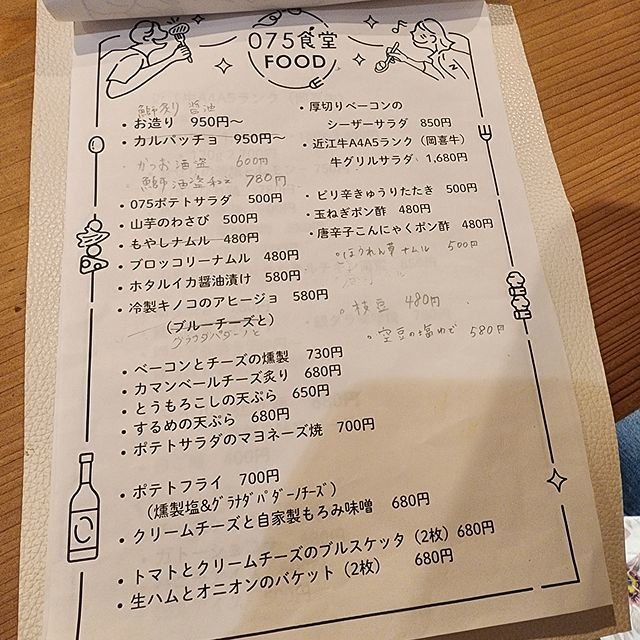 075食堂
FOOD
鰤炙り 醤油
・お造り 950円〜
・カルパッチョ 950円〜
かつお酒盗 600円
鰤酒盗和え 780円
・075ポテトサラダ 500円
・山芋のわさび 500円
・もやしナムル 480円
・ブロッコリーナムル 480円
・ホタルイカ醤油漬け 580円
・冷製キノコのアヒージョ 580円
(ブルーチーズと)
グラナダパダーノと
・厚切りベーコンの
シーザーサラダ 850円
・近江牛A4A5ランク（岡喜牛）
牛グリルサラダ 1,680円
・ピリ辛きゅうりたたき 500円
・玉ねぎポン酢 480円
・唐辛子こんにゃくポン酢 480円
・ほうれん草ナムル 500円
・枝豆 480円
・空豆の塩ゆで 580円
・ベーコンとチーズの燻製 730円
・カマンベールチーズ炙り 680円
・とうもろこしの天ぷら 650円
・するめの天ぷら 680円
・ポテトサラダのマヨネーズ焼 700円
・ポテトフライ 700円
(燻製塩&グラナダパダーノチーズ)
・クリームチーズと自家製もろみ味噌 680円
・トマトとクリームチーズのブルスケッタ（2枚）680円
・生ハムとオニオンのバケット（2枚） 680円